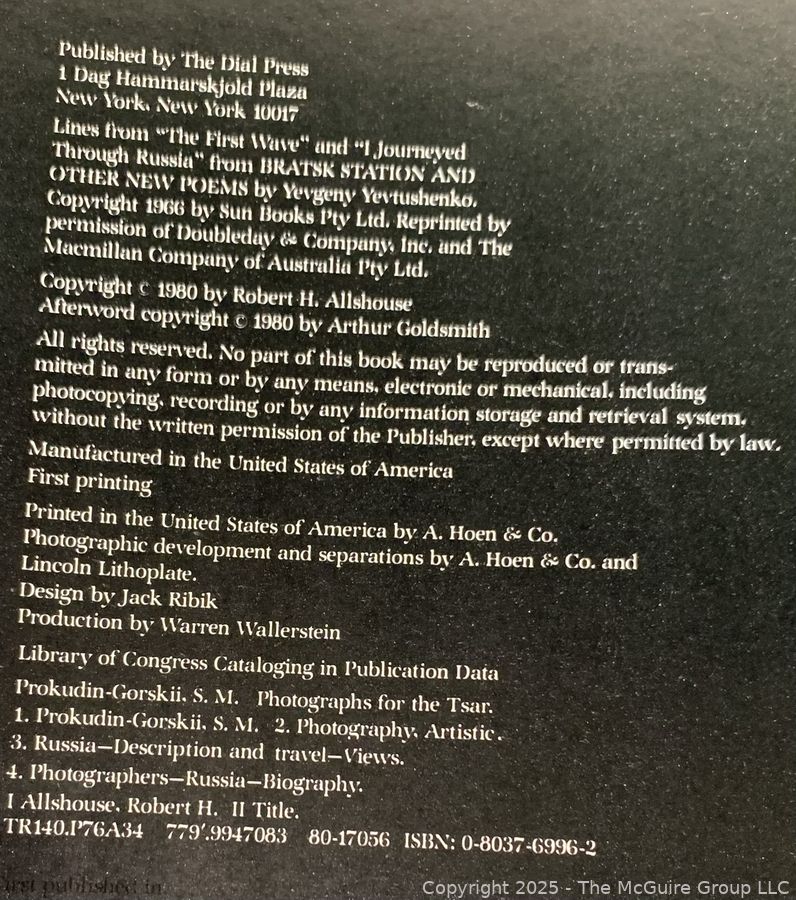 Published by The Dial Press
1 Dag Hammarskjold Plaza
New York, New York 10017
Lines from "The First Wave" and "I Journeyed
Through Russia" from BRATSK STATION AND
OTHER NEW POEMS by Yevgeny Yevtushenko.
Copyright 1966 by Sun Books Pty Ltd. Reprinted by
permission of Doubleday & Company, Inc. and The
Macmillan Company of Australia Pty Ltd.
Copyright © 1980 by Robert H. Allshouse
Afterword copyright © 1980 by Arthur Goldsmith
All rights reserved. No part of this book may be reproduced or trans-
mitted in any form or by any means, electronic or mechanical, including
photocopying, recording or by any information storage and retrieval system,
without the written permission of the Publisher, except where permitted by law.
Manufactured in the United States of America
First printing
Printed in the United States of America by A. Hoen & Co.
Photographic development and separations by A. Hoen & Co. and
Lincoln Lithoplate.
Design by Jack Ribik
Production by Warren Wallerstein
Library of Congress Cataloging in Publication Data
Prokudin-Gorskii, S. M. Photographs for the Tsar.
1. Prokudin-Gorskii, S. M. 2. Photography, Artistic.
3. Russia—Description and travel—Views.
4. Photographers—Russia—Biography.
I Allshouse, Robert H. II Title.
TR140.P76A34 779'.9947083 80-17056 ISBN: 0-8037-6996-2
published in
Copyright 2025 - The McGuire Group LLC